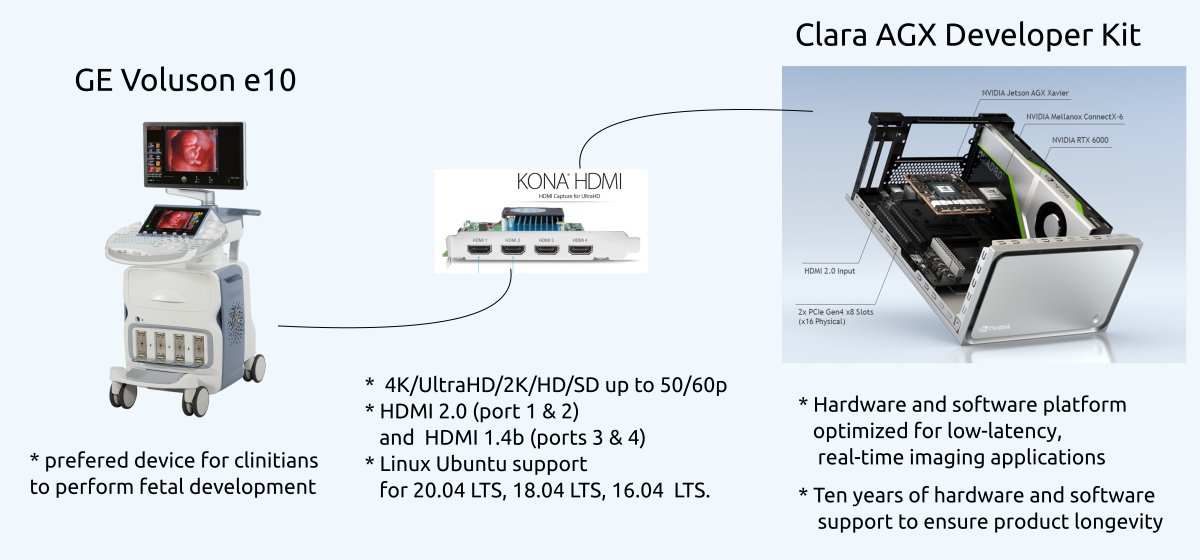 GE Voluson e10
KONA® HDMI
HDMI Capture for UltraHD
HDMI 1 HDMI 2 HDMI 3 HDMI 4
Clara AGX Developer Kit
NVIDIA Jetson AGX Xavier
NVIDIA Mellanox ConnectX-6
NVIDIA RTX 6000
QUADRO
HDMI 2.0 Input
2x PCIe Gen4 x8 Slots
(x16 Physical)
NVIDIA
* prefered device for clinitians
to perform fetal development
* 4K/UltraHD/2K/HD/SD up to 50/60p
* HDMI 2.0 (port 1 & 2)
and HDMI 1.4b (ports 3 & 4)
* Linux Ubuntu support
for 20.04 LTS, 18.04 LTS, 16.04 LTS.
* Hardware and software platform
optimized for low-latency,
real-time imaging applications
* Ten years of hardware and software
support to ensure product longevity